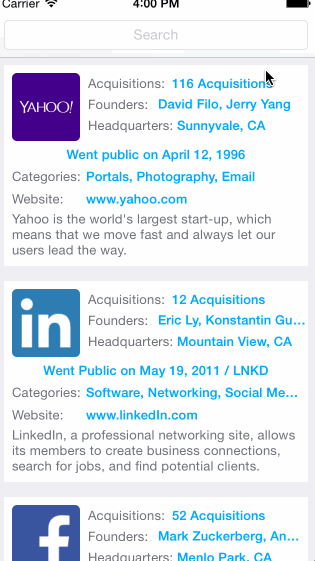 Carrier 4:00 PM
Search
YAHOO!
Acquisitions: 116 Acquisitions
Founders: David Filo, Jerry Yang
Headquarters: Sunnyvale, CA
Went public on April 12, 1996
Categories: Portals, Photography, Email
Website: www.yahoo.com
Yahoo is the world's largest start-up, which
means that we move fast and always let our
users lead the way.
in
Acquisitions: 12 Acquisitions
Founders: Eric Ly, Konstantin Gu...
Headquarters: Mountain View, CA
Went Public on May 19, 2011 / LNKD
Categories: Software, Networking, Social Me...
Website: www.linkedIn.com
LinkedIn, a professional networking site, allows
its members to create business connections,
search for jobs, and find potential clients.
f
Acquisitions: 52 Acquisitions
Founders: Mark Zuckerberg, An...
Headquarters: Menlo Park, CA